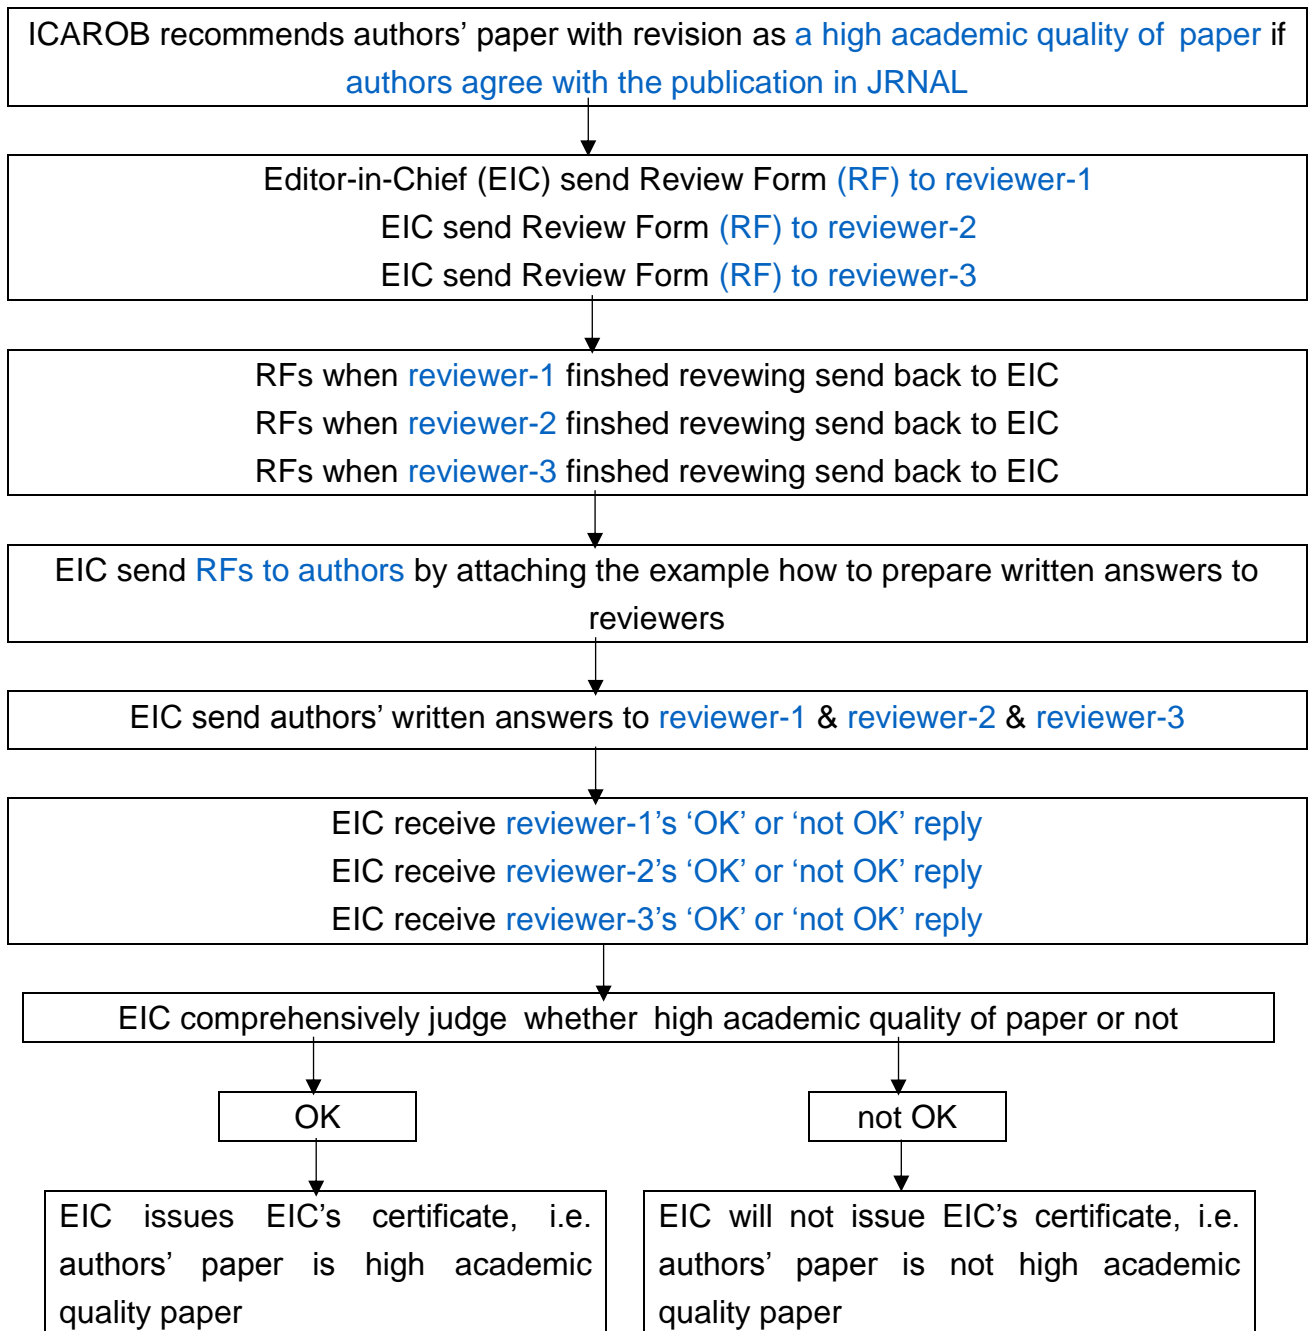 ICAROB recommends authors’ paper with revision as a high academic quality of paper if
authors agree with the publication in JRNAL
Editor-in-Chief (EIC) send Review Form (RF) to reviewer-1
EIC send Review Form (RF) to reviewer-2
EIC send Review Form (RF) to reviewer-3
RFs when reviewer-1 finshed revewing send back to EIC
RFs when reviewer-2 finshed revewing send back to EIC
RFs when reviewer-3 finshed revewing send back to EIC
EIC send RFs to authors by attaching the example how to prepare written answers to
reviewers
EIC send authors’ written answers to reviewer-1 & reviewer-2 & reviewer-3
EIC receive reviewer-1’s ‘OK’ or ‘not OK’ reply
EIC receive reviewer-2’s ‘OK’ or ‘not OK’ reply
EIC receive reviewer-3’s ‘OK’ or ‘not OK’ reply
EIC comprehensively judge whether high academic quality of paper or not
OK
not OK
EIC issues EIC’s certificate, i.e.
authors’ paper is high academic
quality paper
EIC will not issue EIC’s certificate, i.e.
authors’ paper is not high academic
quality paper